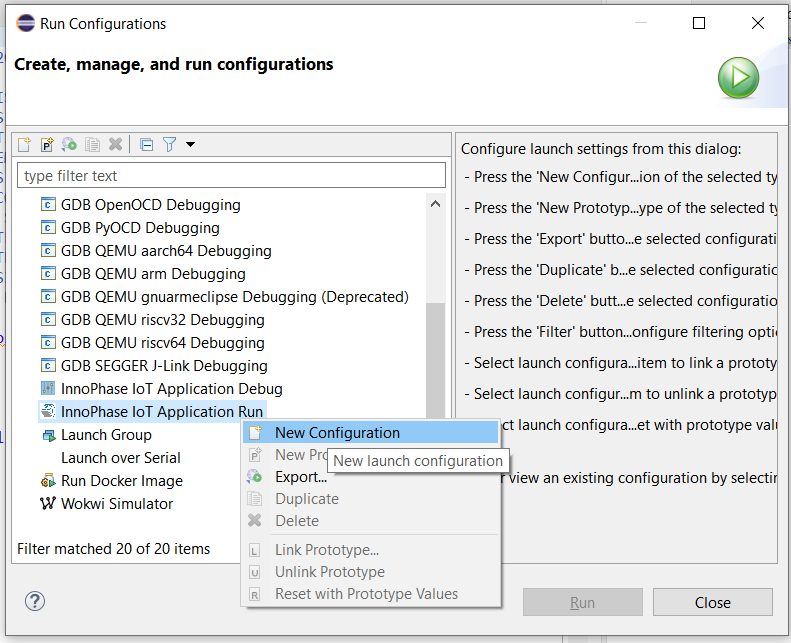 Run Configurations
Create, manage, and run configurations
type filter text
GDB OpenOCD Debugging
GDB PyOCD Debugging
GDB QEMU aarch64 Debugging
GDB QEMU arm Debugging
GDB QEMU gnuarmeclipse Debugging (Deprecated)
GDB QEMU riscv32 Debugging
GDB QEMU riscv64 Debugging
GDB SEGGER J-Link Debugging
InnoPhase IoT Application Debug
InnoPhase IoT Application Run
Launch Group
Launch over Serial
Run Docker Image
Wokwi Simulator
Filter matched 20 of 20 items
New Configuration
New Pro
New launch configuration
Export...
Duplicate
Delete
Link Prototype...
Unlink Prototype
Reset with Prototype Values
Configure launch settings from this dialog:
- Press the 'New Configur...ion of the selected ty
- Press the 'New Prototyp...ype of the selected ty
- Press the 'Export' butto...e selected configurati
- Press the 'Duplicate' b...e selected configuratic
- Press the 'Delete' butt...e selected configuration
- Press the 'Filter' button...onfigure filtering optic
- Select launch configura...item to link a prototy
- Select launch configur...m to unlink a prototyp
ct launch configura...et with prototype valu
r view an existing configuration by selectin
Run
Close